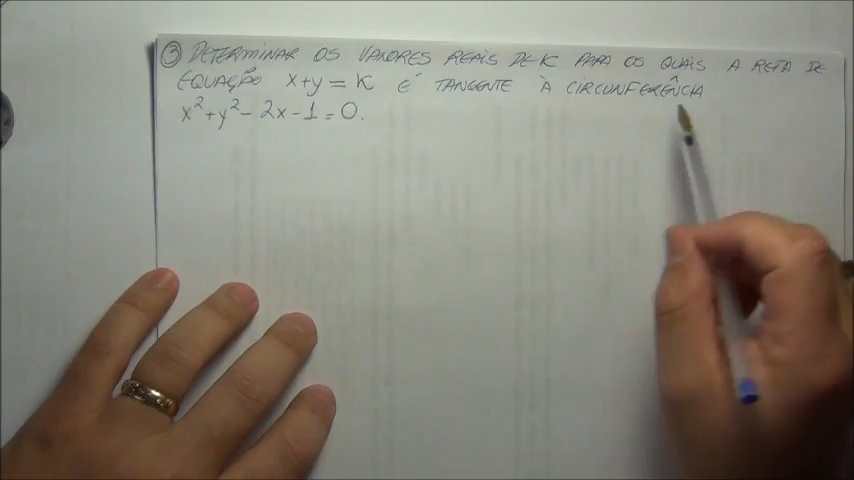 ③ DETERMINAR OS VALORES REAIS DE K PARA OS QUAIS A RETA DE
EQUAÇÃO x+y=K É TANGENTE À CIRCUNFERÊNCIA
x²+y²-2x-1=0.